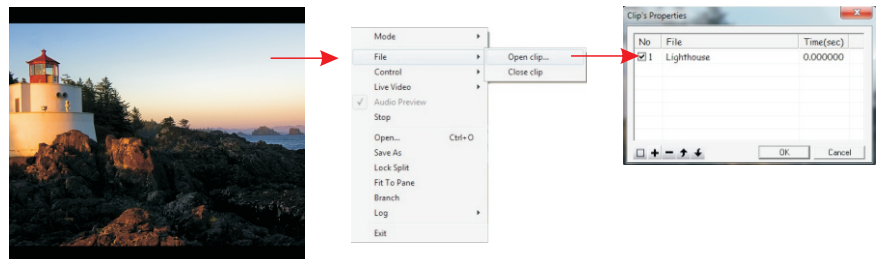 Mode
File
Control
Live Video
Audio Preview
Stop
Open... Ctrl+O
Save As
Lock Split
Fit To Pane
Branch
Log
Exit
Open clip...
Close clip
Clip's Properties
No File Time(sec)
1 Lighthouse 0.000000
OK Cancel